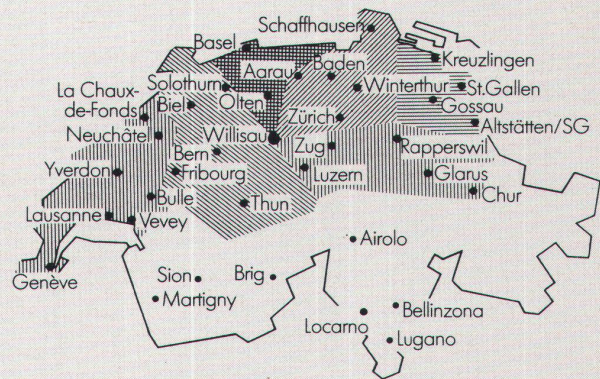 Schaffhausen
Basel
Kreuzlingen
Aarau
Baden
Solothurn
Winterthur
St.Gallen
La Chaux-
de-Fonds
Biel
Olten
Gossau
Zürich
Altstätten/SG
Neuchâtel
Willisau
Zug
Rapperswil
Bern
Yverdon
Fribourg
Luzern
Glarus
Chur
Bulle
Thun
Lausanne
Vevey
Airolo
Genève
Sion
Brig
Martigny
Bellinzona
Locarno
Lugano